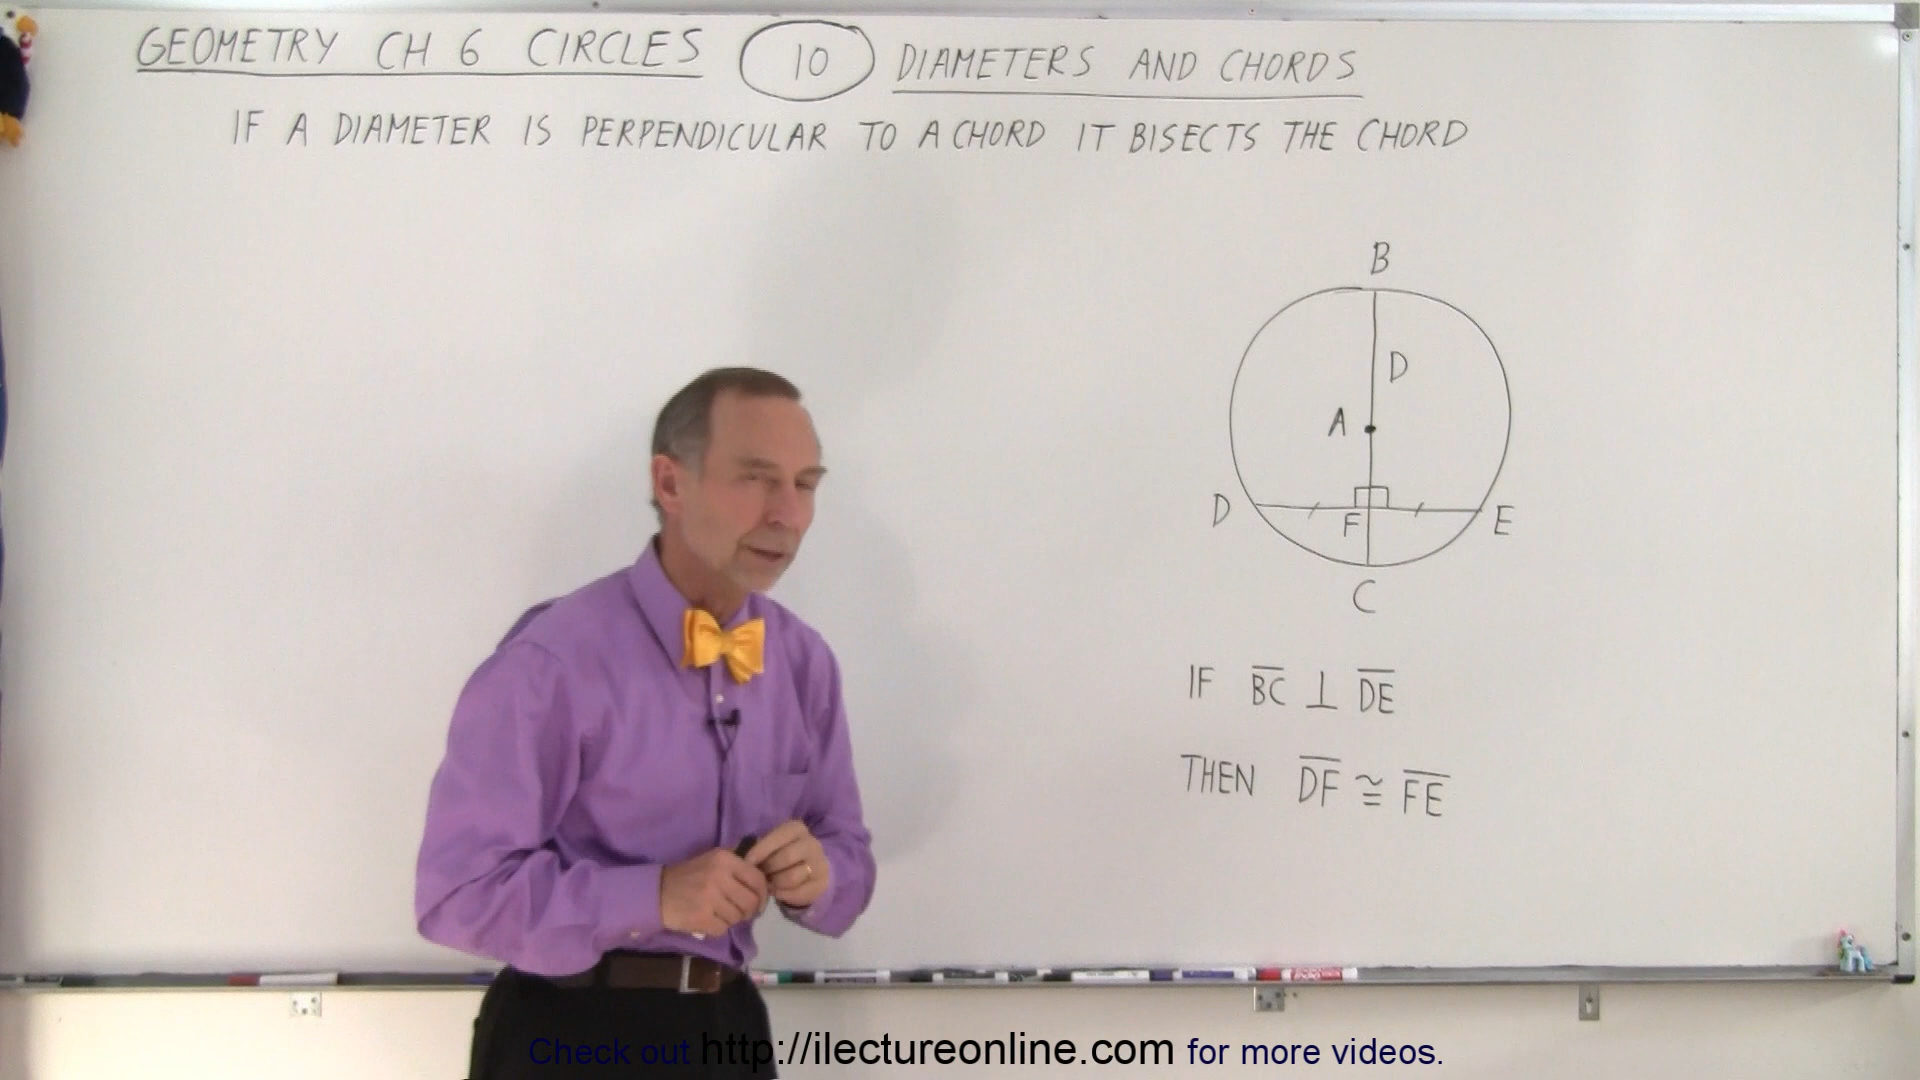 GEOMETRY CH 6 CIRCLES 10 DIAMETERS AND CHORDS
IF A DIAMETER IS PERPENDICULAR TO A CHORD IT BISECTS THE CHORD
B
D
A
D F E
C
IF BC ⊥ DE
THEN DF ≅ FE
Check out http://ilectureonline.com for more videos.